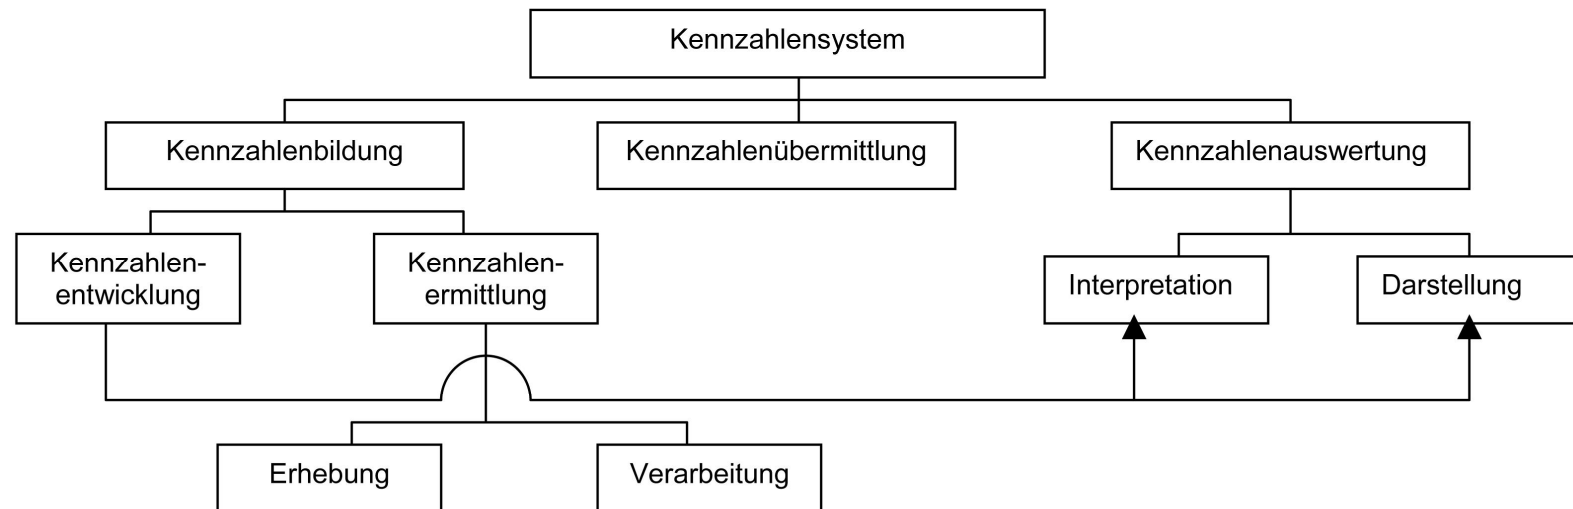 Kennzahlensystem
Kennzahlenbildung
Kennzahlenübermittlung
Kennzahlenauswertung
Kennzahlen-
entwicklung
Kennzahlen-
ermittlung
Interpretation
Darstellung
Erhebung
Verarbeitung